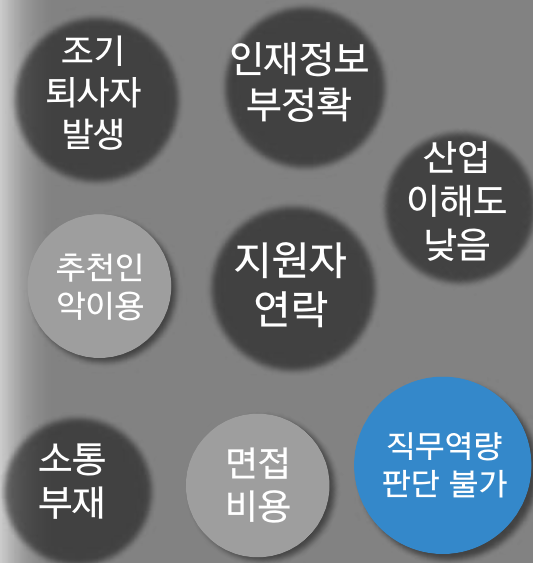 조기
퇴사자
발생
인재정보
부정확
산업
이해도
낮음
추천인
악이용
지원자
연락
소통
부재
면접
비용
직무역량
판단 불가